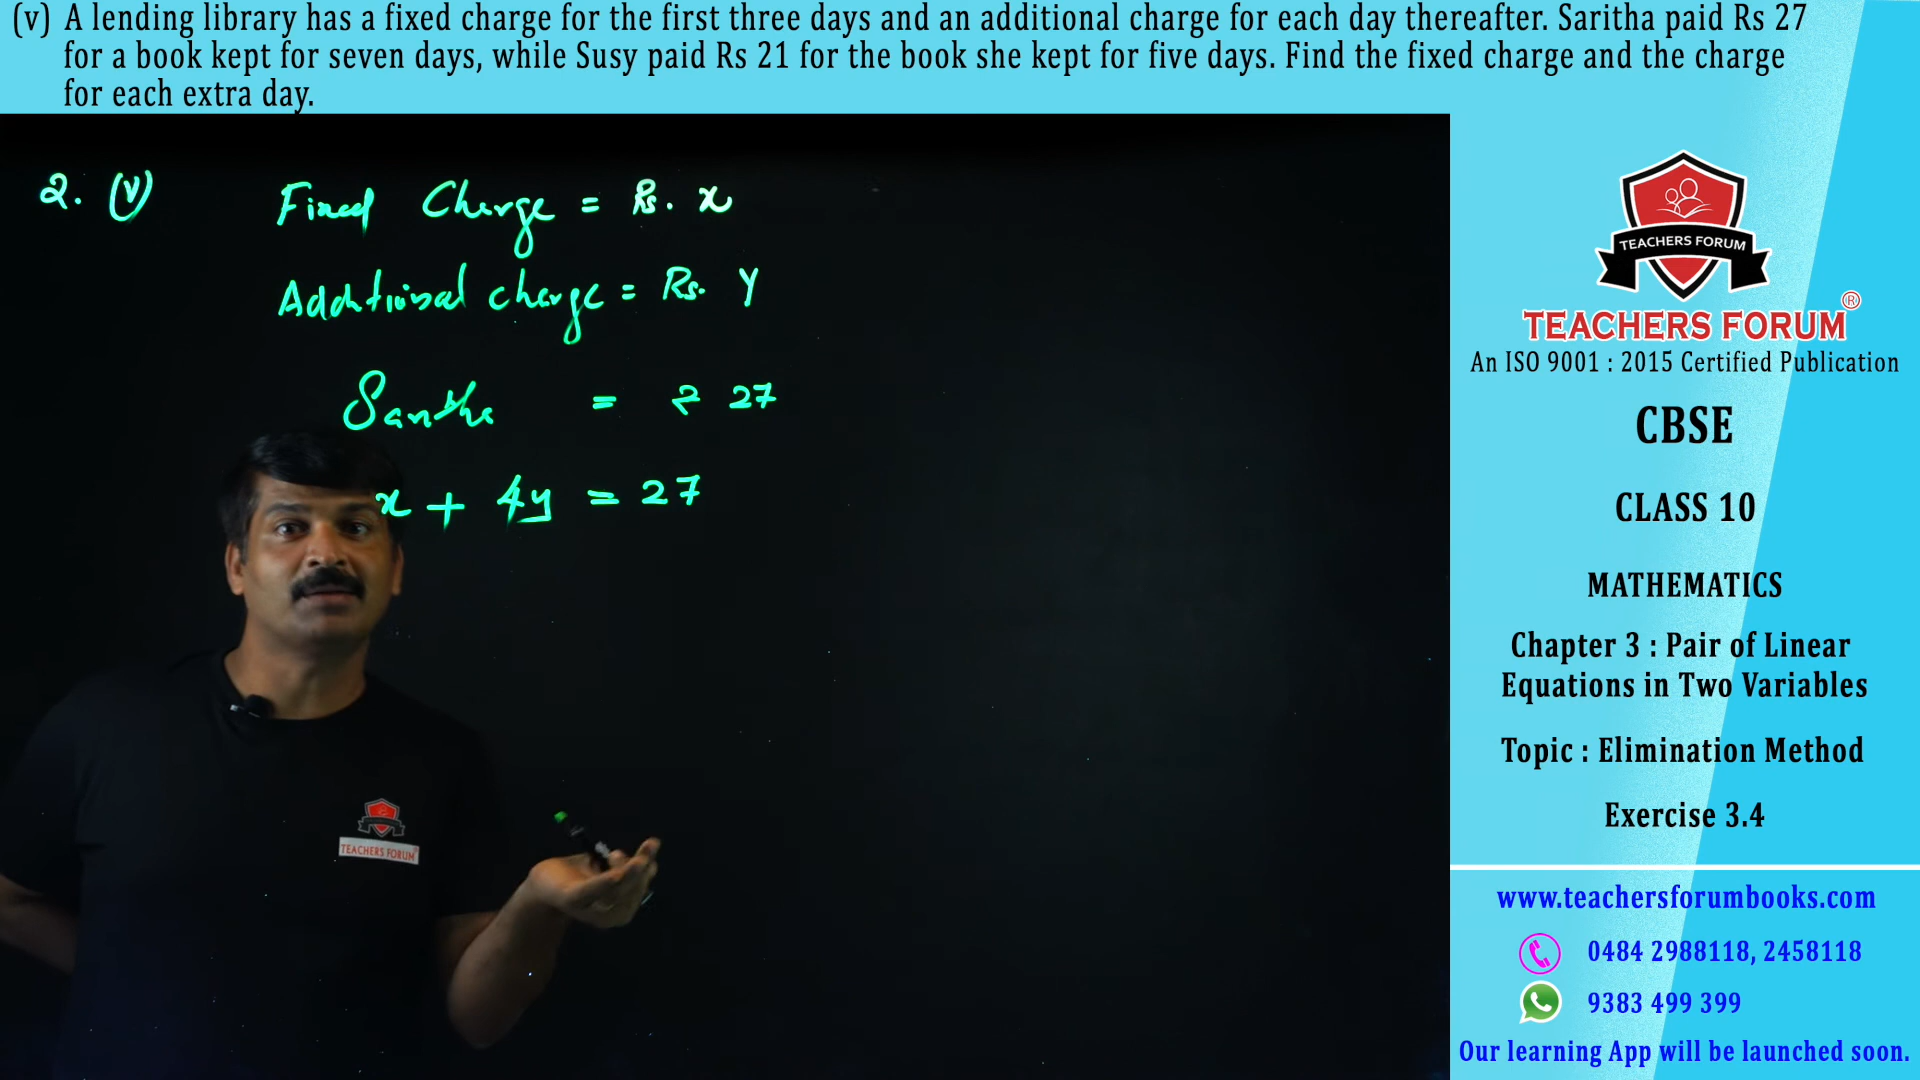 (v) A lending library has a fixed charge for the first three days and an additional charge for each day thereafter. Saritha paid Rs 27
for a book kept for seven days, while Susy paid Rs 21 for the book she kept for five days. Find the fixed charge and the charge
for each extra day.
2. (v) Fixed Charge = Rs. x
Additional charge = Rs. y
Saritha = ₹ 27
x + 4y = 27
TEACHERS FORUM
TEACHERS FORUM
TEACHERS FORUM®
An ISO 9001 : 2015 Certified Publication
CBSE
CLASS 10
MATHEMATICS
Chapter 3 : Pair of Linear
Equations in Two Variables
Topic : Elimination Method
Exercise 3.4
www.teachersforumbooks.com
0484 2988118, 2458118
9383 499 399
Our learning App will be launched soon.